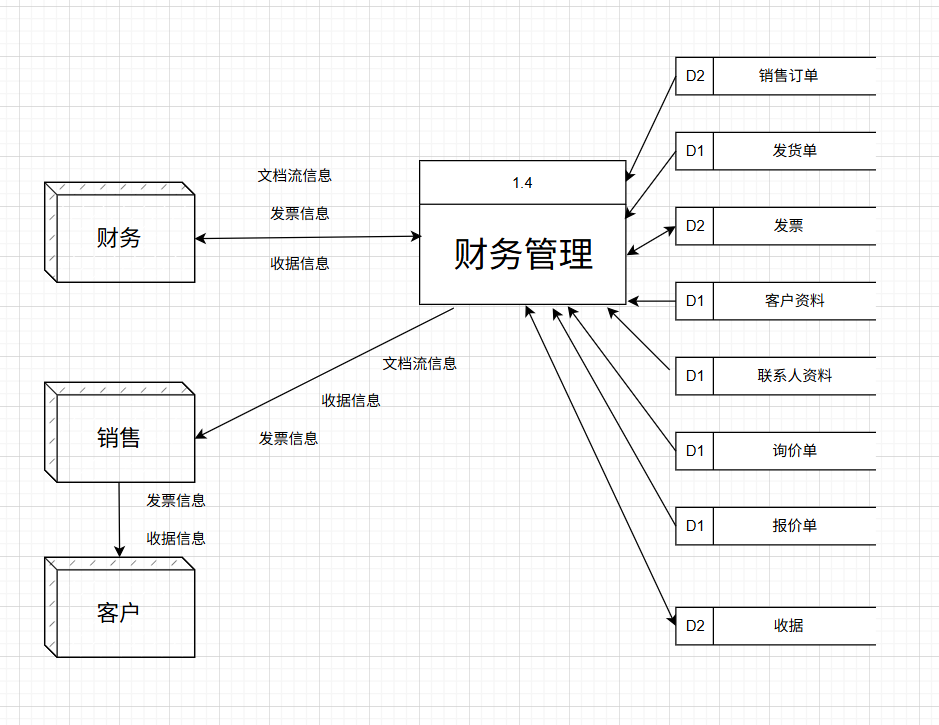 D2 销售订单
D1 发货单
文档流信息
1.4
发票信息
D2 发票
财务
财务管理
收据信息
D1 客户资料
文档流信息
D1 联系人资料
收据信息
销售
发票信息
D1 询价单
发票信息
D1 报价单
收据信息
客户
D2 收据